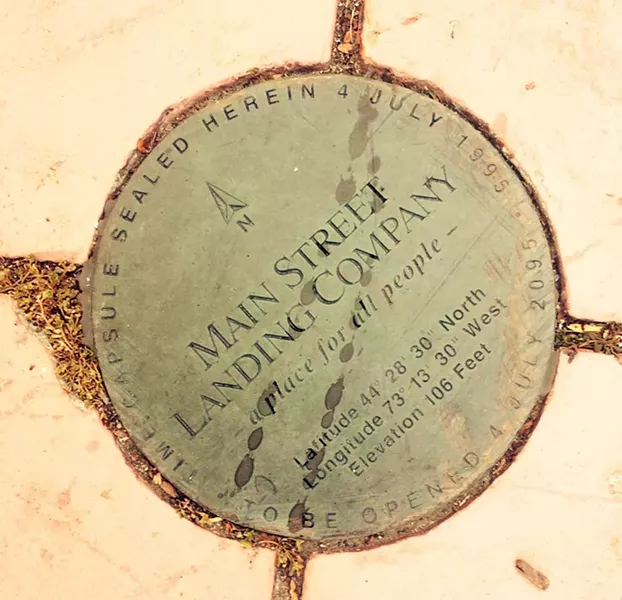 TIME CAPSULE SEALED HEREIN 4 JULY 1995
N
MAIN STREET
LANDING COMPANY
a place for all people –
Latitude 44° 28' 30" North
Longitude 73° 13' 30" West
Elevation 106 Feet
TO BE OPENED 4 JULY 2095